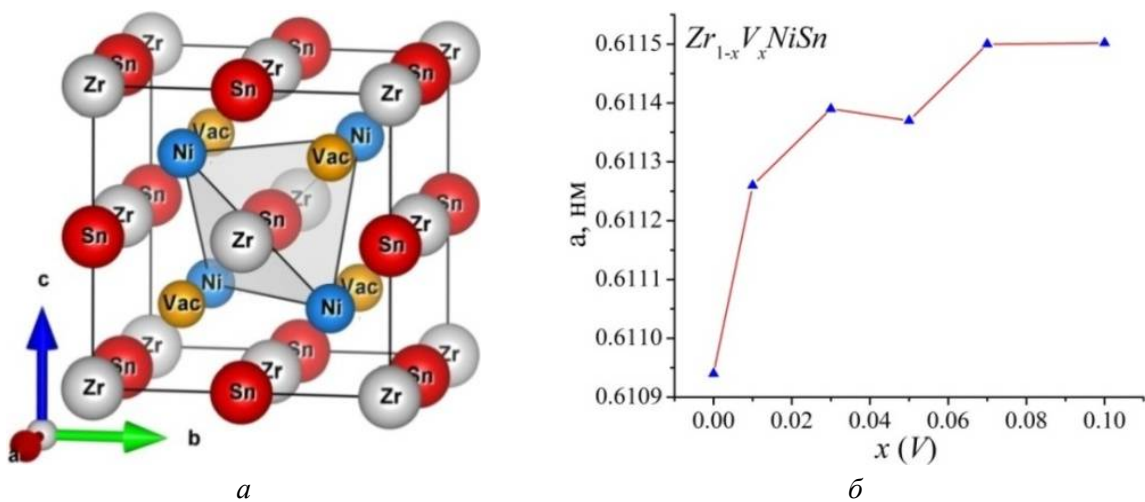 Zr Sn Zr
Sn Zr Sn
Zr Sn Zr
Vac Ni
Ni Vac
Zr Sn
Zr Sn Zr
Sn Zr Sn
Ni Vac
Vac Ni
Zr Sn Zr
Sn Zr Sn
Zr Sn Zr
c
b
a
а
Zr1-xVxNiSn
a, нм
0.6115
0.6114
0.6113
0.6112
0.6111
0.6110
0.6109
0.00 0.02 0.04 0.06 0.08 0.10
x (V)
б